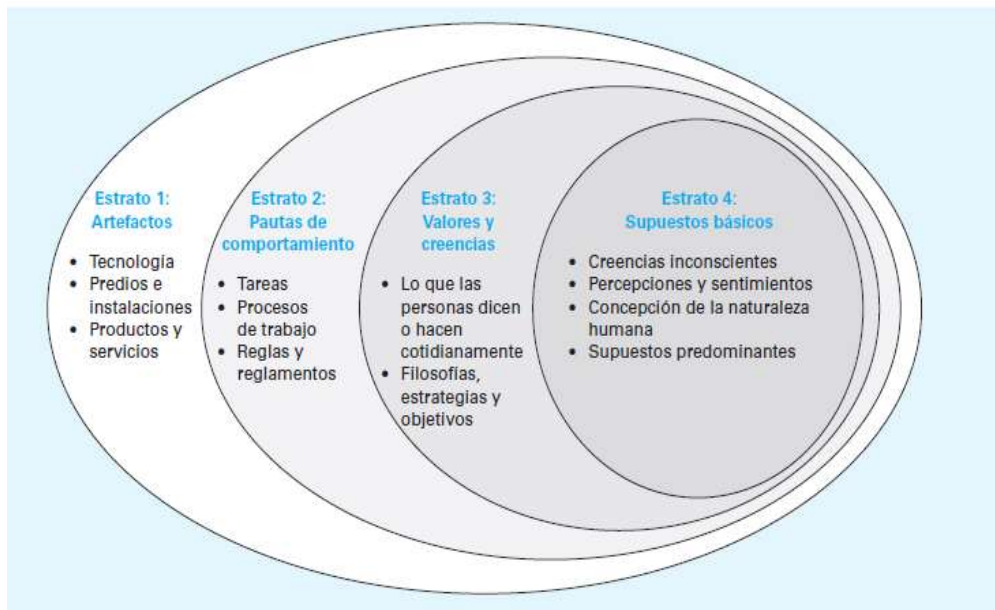 Estrato 1:
Artefactos
• Tecnología
• Predios e
instalaciones
• Productos y
servicios
Estrato 2:
Pautas de
comportamiento
• Tareas
• Procesos
de trabajo
• Reglas y
reglamentos
Estrato 3:
Valores y
creencias
• Lo que las
personas dicen
o hacen
cotidianamente
• Filosofías,
estrategias y
objetivos
Estrato 4:
Supuestos básicos
• Creencias inconscientes
• Percepciones y sentimientos
• Concepción de la naturaleza
humana
• Supuestos predominantes